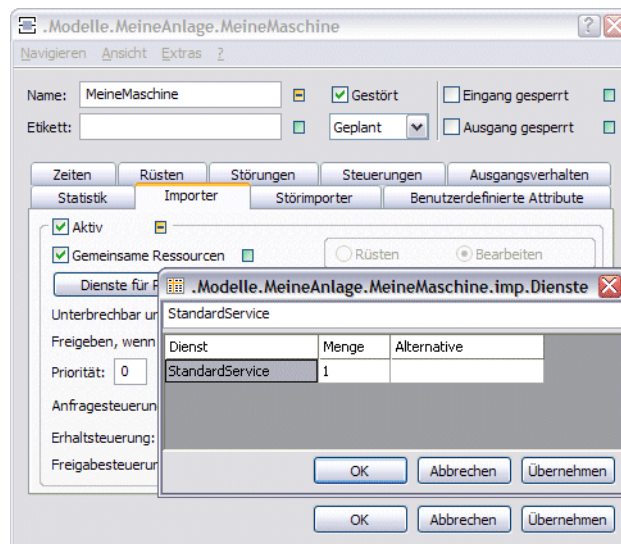 .Modelle.MeineAnlage.MeineMaschine
Navigieren Ansicht Extras ?
Name: MeineMaschine Gestört Eingang gesperrt
Etikett: Geplant Ausgang gesperrt
Zeiten Rüsten Störungen Steuerungen Ausgangsverhalten
Statistik Importer Störimporter Benutzerdefinierte Attribute
Aktiv
Gemeinsame Ressourcen Rüsten Bearbeiten
Dienste für
.Modelle.MeineAnlage.MeineMaschine.imp.Dienste
Unterbrechbar
StandardService
Freigeben, wenn
Dienst Menge Alternative
Priorität: 0
StandardService 1
Anfragesteuerun
Erhaltsteuerung:
Freigabesteuerur
OK Abbrechen Übernehmen
OK Abbrechen Übernehmen